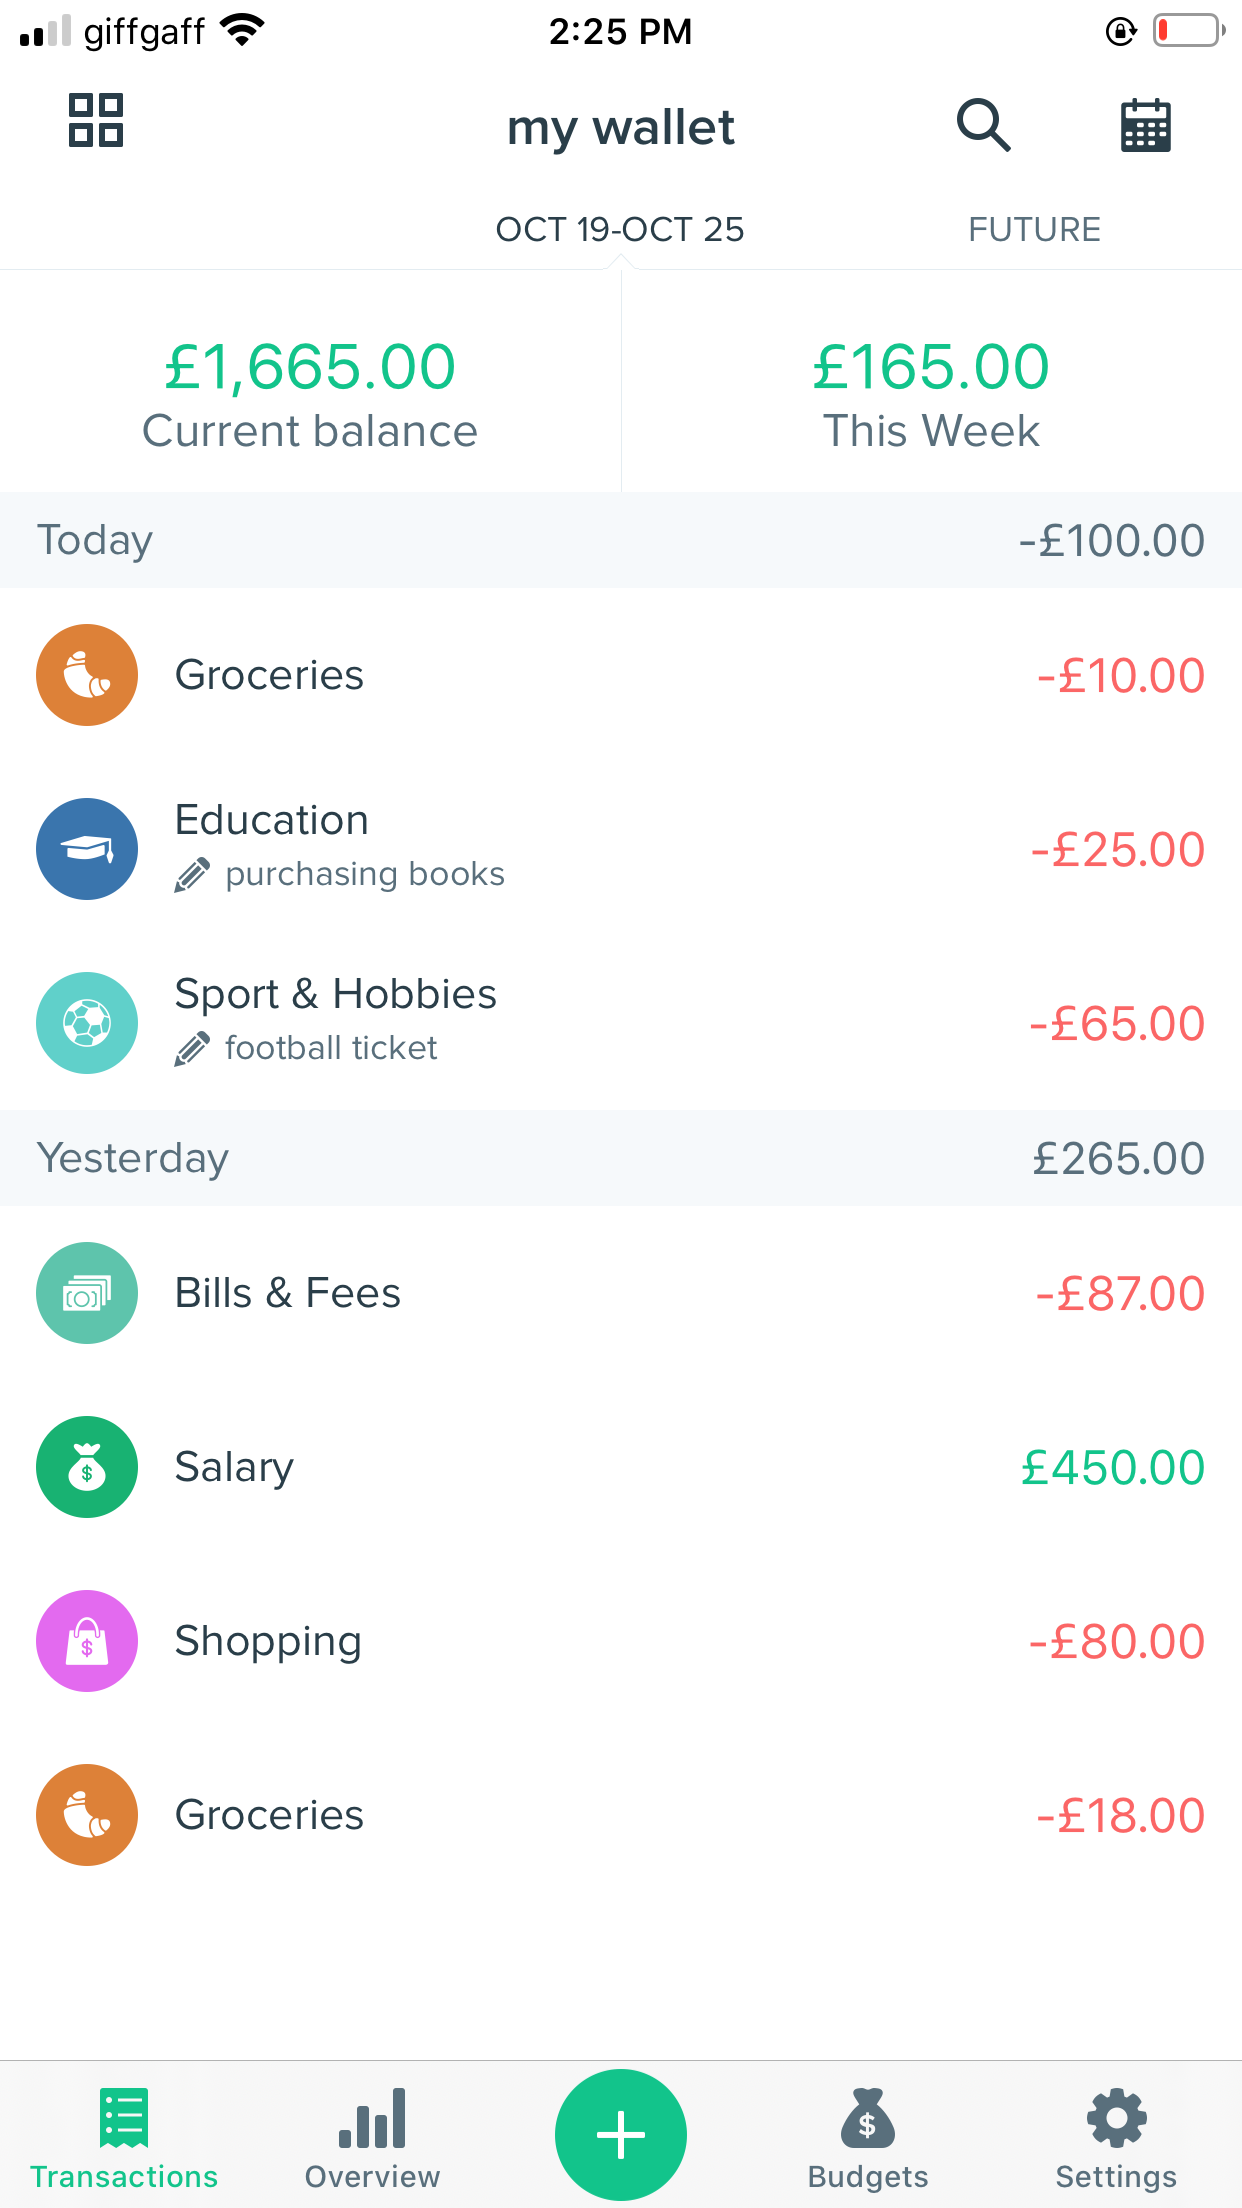 giffgaff 2:25 PM
my wallet
OCT 19-OCT 25 FUTURE
£1,665.00 £165.00
Current balance This Week
Today -£100.00
Groceries -£10.00
Education
purchasing books -£25.00
Sport & Hobbies
football ticket -£65.00
Yesterday £265.00
Bills & Fees -£87.00
Salary £450.00
Shopping -£80.00
Groceries -£18.00
Transactions Overview Budgets Settings